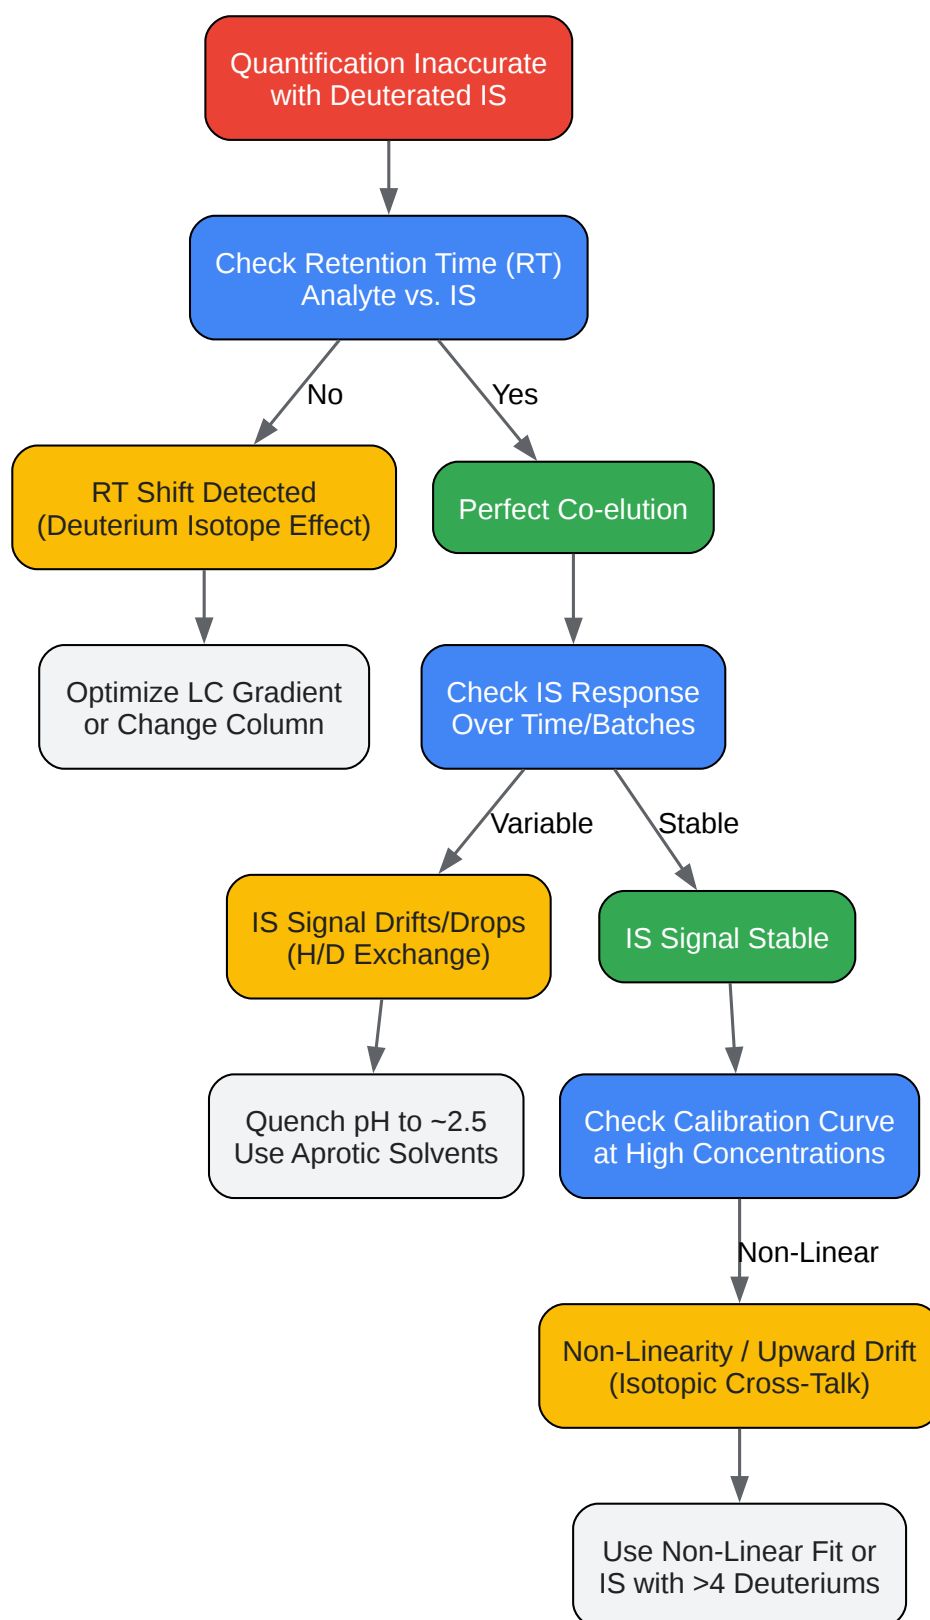 Quantification Inaccurate
with Deuterated IS
Check Retention Time (RT)
Analyte vs. IS
No
Yes
RT Shift Detected
(Deuterium Isotope Effect)
Perfect Co-elution
Optimize LC Gradient
or Change Column
Check IS Response
Over Time/Batches
Variable
Stable
IS Signal Drifts/Drops
(H/D Exchange)
IS Signal Stable
Quench pH to ~2.5
Use Aprotic Solvents
Check Calibration Curve
at High Concentrations
Non-Linear
Non-Linearity / Upward Drift
(Isotopic Cross-Talk)
Use Non-Linear Fit or
IS with >4 Deuteriums